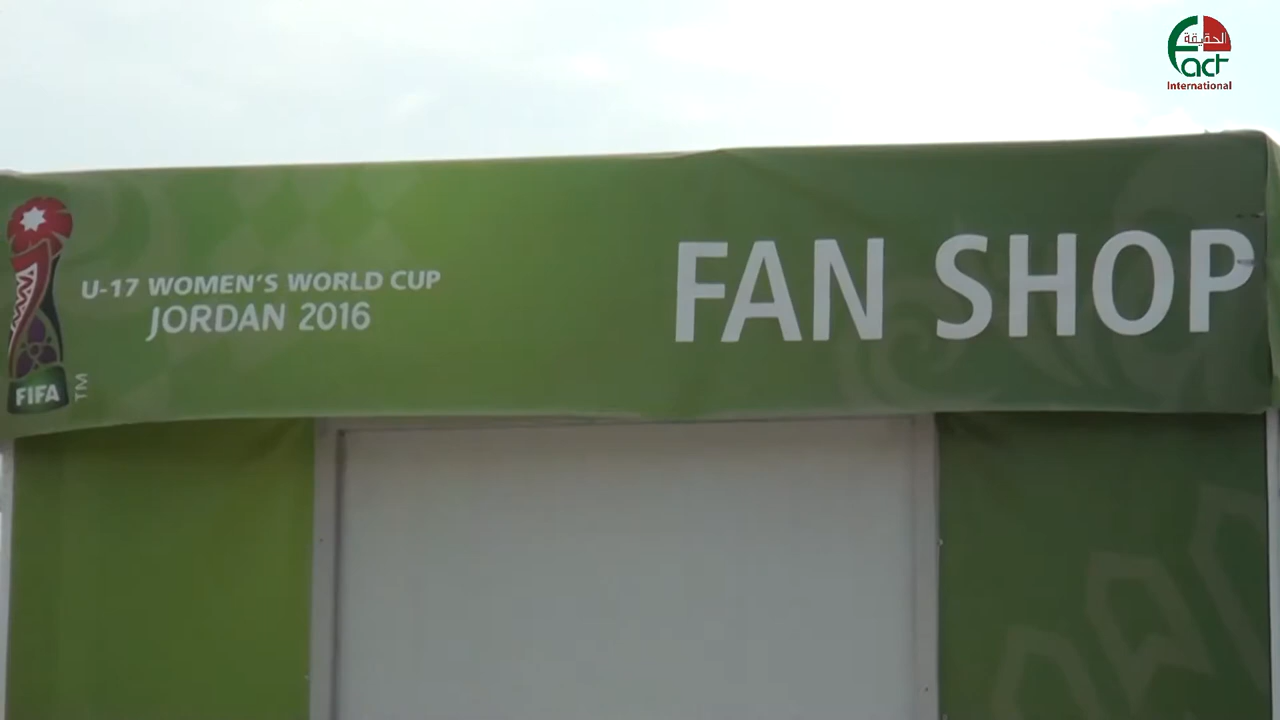 الحقيقة
Fact
International
U-17 WOMEN'S WORLD CUP
JORDAN 2016
FAN SHOP
FIFA
TM